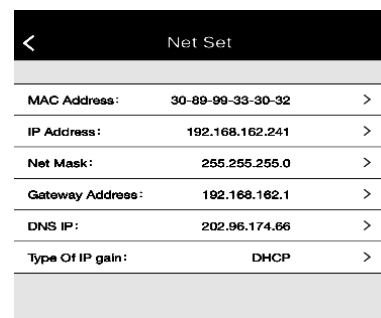 Net Set
MAC Address: 30-89-99-33-30-32
IP Address: 192.168.162.241
Net Mask: 255.255.255.0
Gateway Address: 192.168.162.1
DNS IP: 202.96.174.66
Type Of IP gain: DHCP